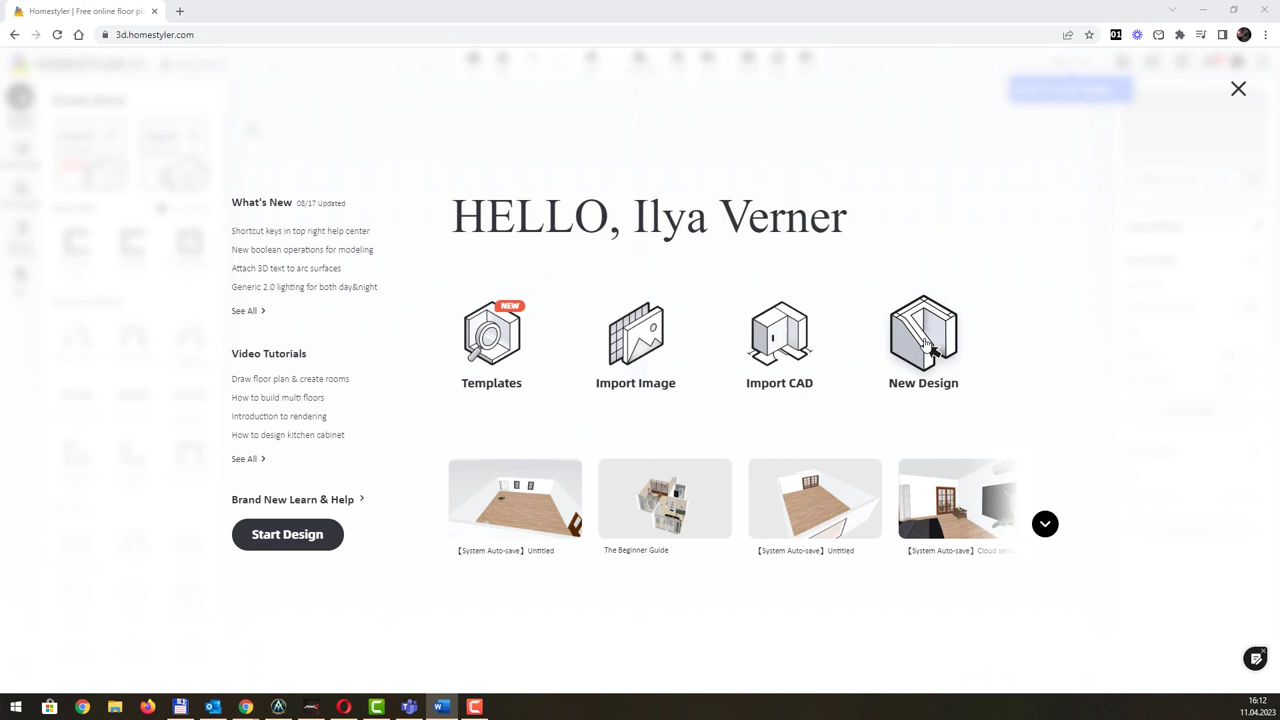 Homestyler | Free online floor pl
3d.homestyler.com
What's New 08/17 Updated
Shortcut keys in top right help center
New boolean operations for modeling
Attach 3D text to arc surfaces
Generic 2.0 lighting for both day&night
See All >
Video Tutorials
Draw floor plan & create rooms
How to build multi floors
Introduction to rendering
How to design kitchen cabinet
See All >
Brand New Learn & Help >
Start Design
HELLO, Ilya Verner
NEW
Templates
Import Image
Import CAD
New Design
【System Auto-save】Untitled
The Beginner Guide
【System Auto-save】Untitled
【System Auto-save】Cloud
16:12
11.04.2023